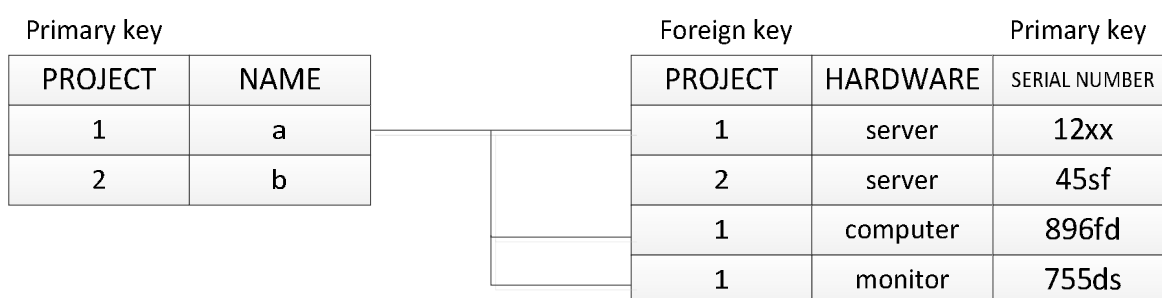 Primary key Foreign key Primary key
PROJECT NAME PROJECT HARDWARE SERIAL NUMBER
1 a 1 server 12xx
2 b 2 server 45sf
1 computer 896fd
1 monitor 755ds